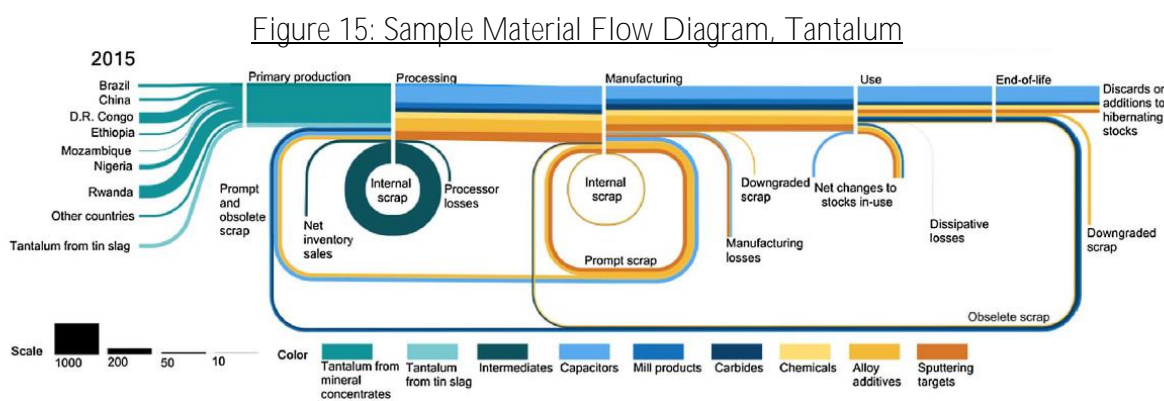 Figure 15: Sample Material Flow Diagram, Tantalum
2015
Primary production
Processing
Manufacturing
Use
End-of-life
Brazil
China
D.R. Congo
Ethiopia
Mozambique
Nigeria
Rwanda
Other countries
Tantalum from tin slag
Discards or
additions to
hibernating
stocks
Prompt
and
obsolete
scrap
Net
inventory
sales
Internal
scrap
Processor
losses
Internal
scrap
Prompt scrap
Downgraded
scrap
Manufacturing
losses
Net changes to
stocks in-use
Dissipative
losses
Downgraded
scrap
Obselete scrap
Scale
1000
200
50
10
Color
Tantalum from
mineral
concentrates
Tantalum
from tin slag
Intermediates
Capacitors
Mill products
Carbides
Chemicals
Alloy
additives
Sputtering
targets